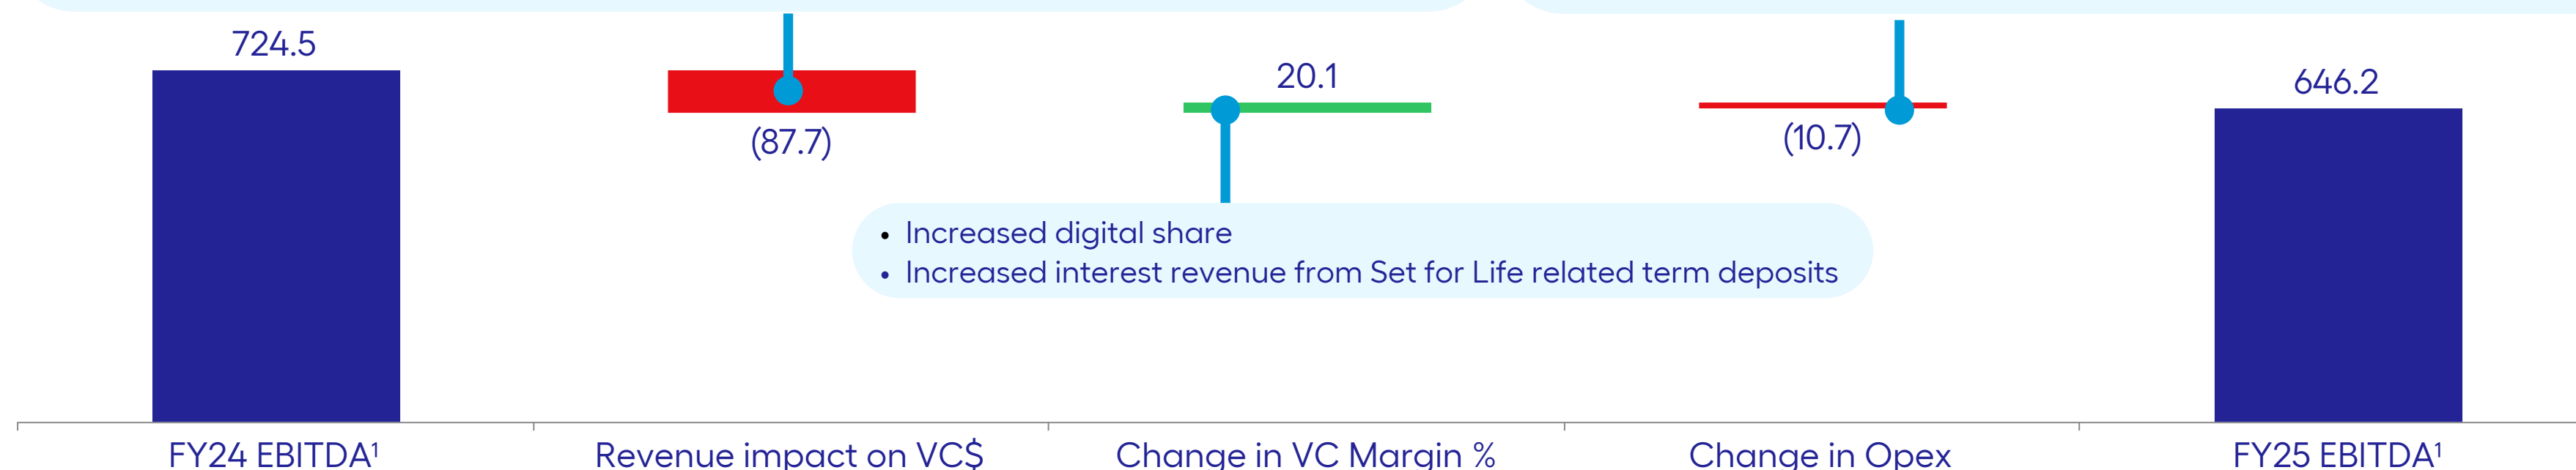 724.5
(87.7)
20.1
(10.7)
646.2
• Increased digital share
• Increased interest revenue from Set for Life related term deposits
FY24 EBITDA¹
Revenue impact on VC$
Change in VC Margin %
Change in Opex
FY25 EBITDA¹